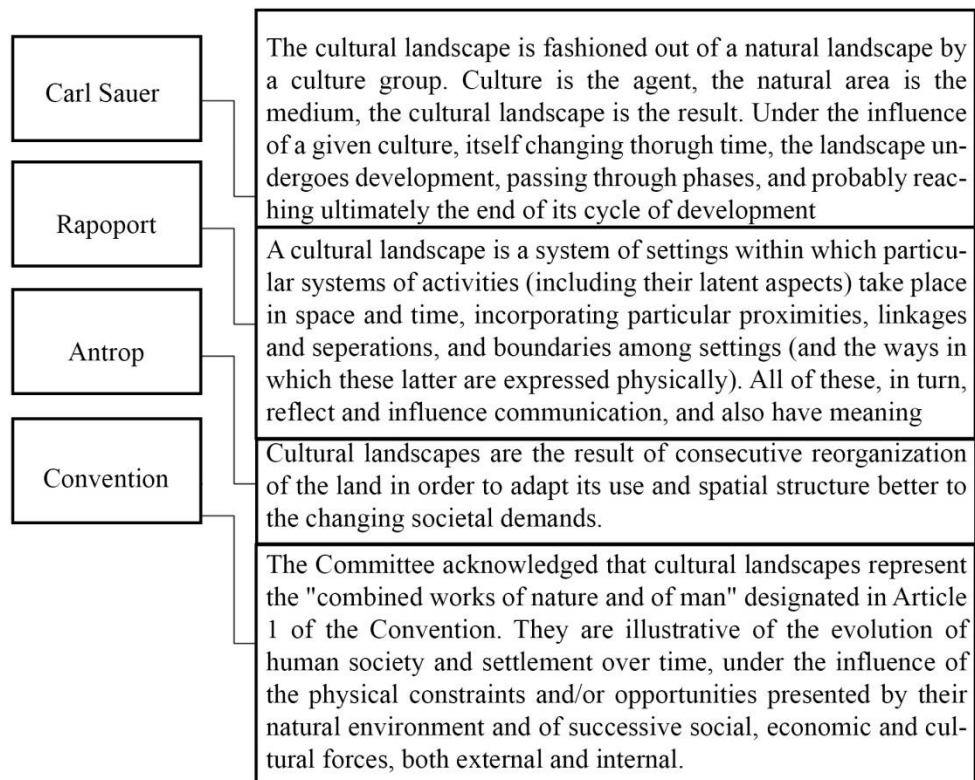 Carl Sauer
The cultural landscape is fashioned out of a natural landscape by
a culture group. Culture is the agent, the natural area is the
medium, the cultural landscape is the result. Under the influence
of a given culture, itself changing thorugh time, the landscape un-
dergoes development, passing through phases, and probably reac-
hing ultimately the end of its cycle of development
Rapoport
A cultural landscape is a system of settings within which particu-
lar systems of activities (including their latent aspects) take place
in space and time, incorporating particular proximities, linkages
and seperations, and boundaries among settings (and the ways in
which these latter are expressed physically). All of these, in turn,
reflect and influence communication, and also have meaning
Antrop
Cultural landscapes are the result of consecutive reorganization
of the land in order to adapt its use and spatial structure better to
the changing societal demands.
Convention
The Committee acknowledged that cultural landscapes represent
the "combined works of nature and of man" designated in Article
1 of the Convention. They are illustrative of the evolution of
human society and settlement over time, under the influence of
the physical constraints and/or opportunities presented by their
natural environment and of successive social, economic and cul-
tural forces, both external and internal.